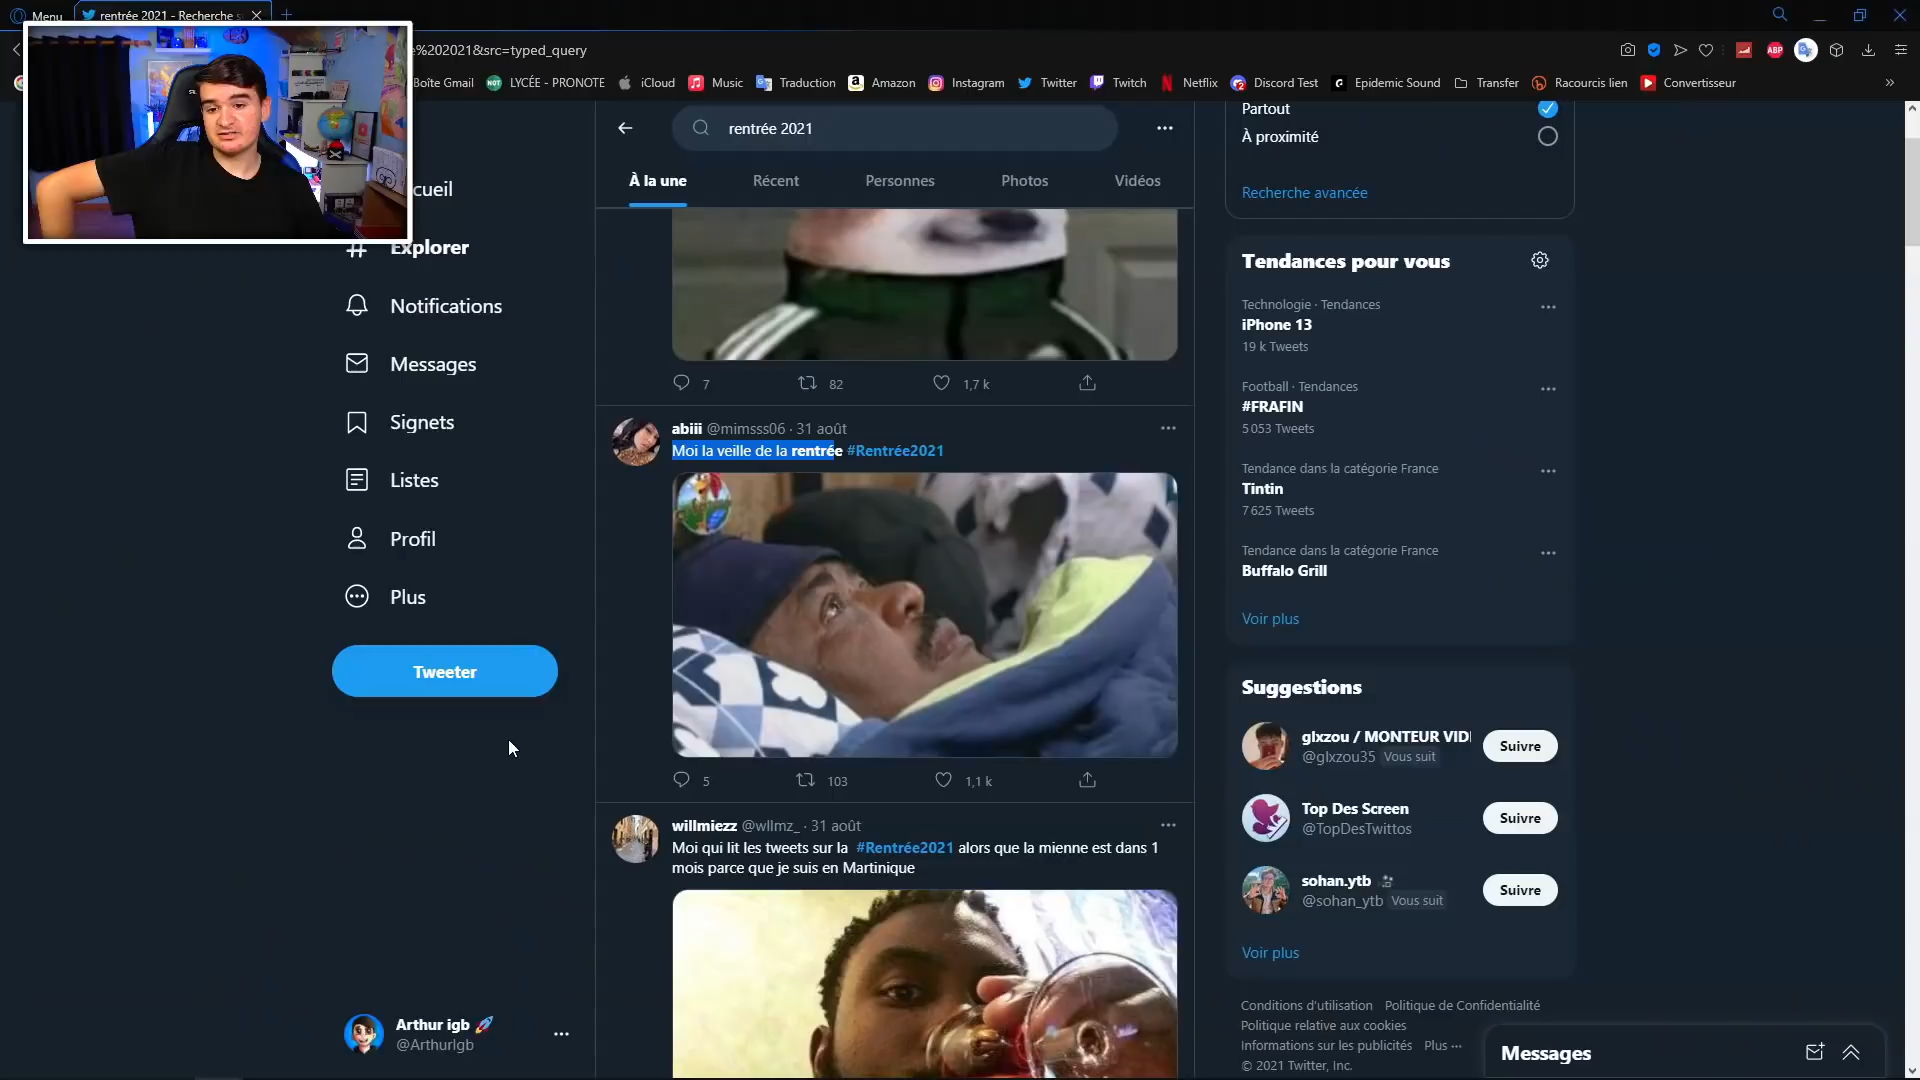 Menu
rentrée 2021 - Recherche
e%202021&src=typed_query
ABP
Boîte Gmail
LYCÉE - PRONOTE
iCloud
Music
Traduction
Amazon
Instagram
Twitter
Twitch
Netflix
Discord Test
Epidemic Sound
Transfer
Racourcis lien
Convertisseur
cueil
Explorer
Notifications
Messages
Signets
Listes
Profil
Plus
Tweeter
Arthur igb
@ArthurIgb
rentrée 2021
À la une
Récent
Personnes
Photos
Vidéos
7
82
1,7 k
abiii @mimsss06 · 31 août
Moi la veille de la rentrée #Rentrée2021
5
103
1,1 k
willmiezz @wllmz_ · 31 août
Moi qui lit les tweets sur la #Rentrée2021 alors que la mienne est dans 1
mois parce que je suis en Martinique
Partout
À proximité
Recherche avancée
Tendances pour vous
Technologie · Tendances
iPhone 13
19 k Tweets
Football · Tendances
#FRAFIN
5 053 Tweets
Tendance dans la catégorie France
Tintin
7 625 Tweets
Tendance dans la catégorie France
Buffalo Grill
Voir plus
Suggestions
glxzou / MONTEUR VID
@glxzou35 Vous suit
Suivre
Top Des Screen
@TopDesTwittos
Suivre
sohan.ytb
@sohan_ytb Vous suit
Suivre
Voir plus
Conditions d'utilisation Politique de Confidentialité
Politique relative aux cookies
Informations sur les publicités Plus ···
© 2021 Twitter, Inc.
Messages